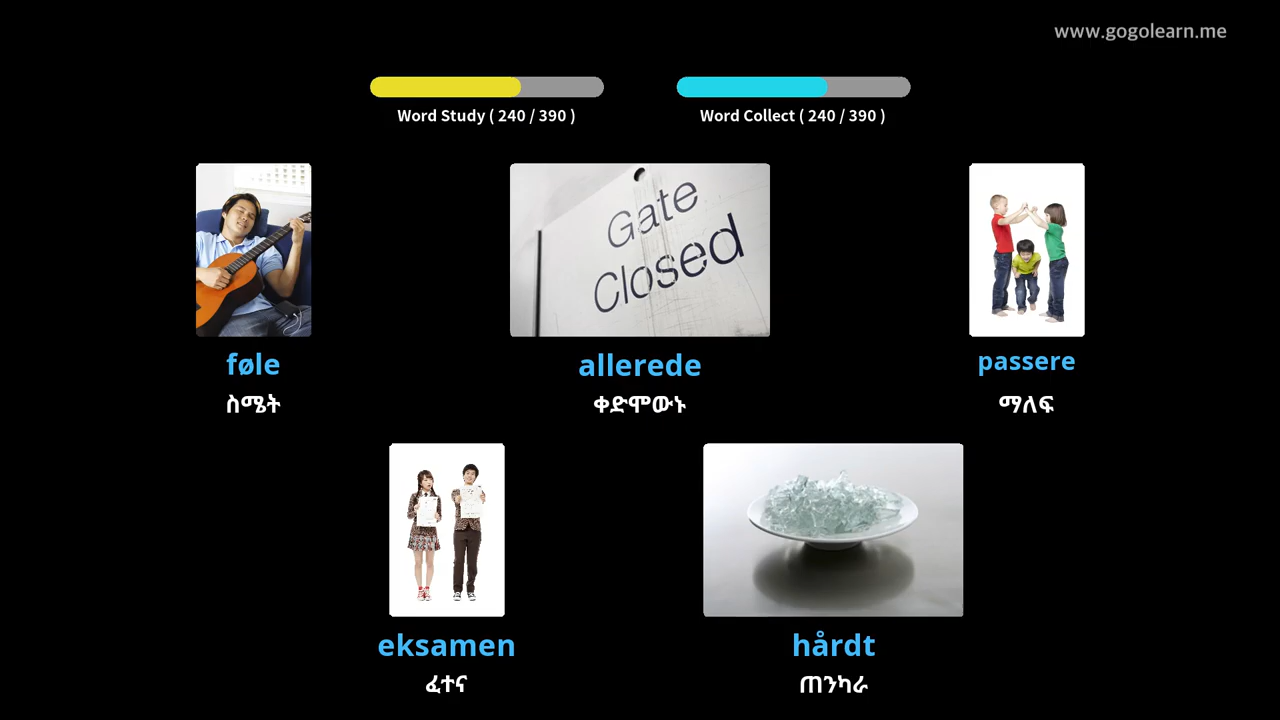 www.gogolearn.me
Word Study ( 240 / 390 )
Word Collect ( 240 / 390 )
Gate
Closed
føle
allerede
passere
ስሜት
ቀድሞውኑ
ማለፍ
eksamen
hårdt
ፈተና
ጠንካራ